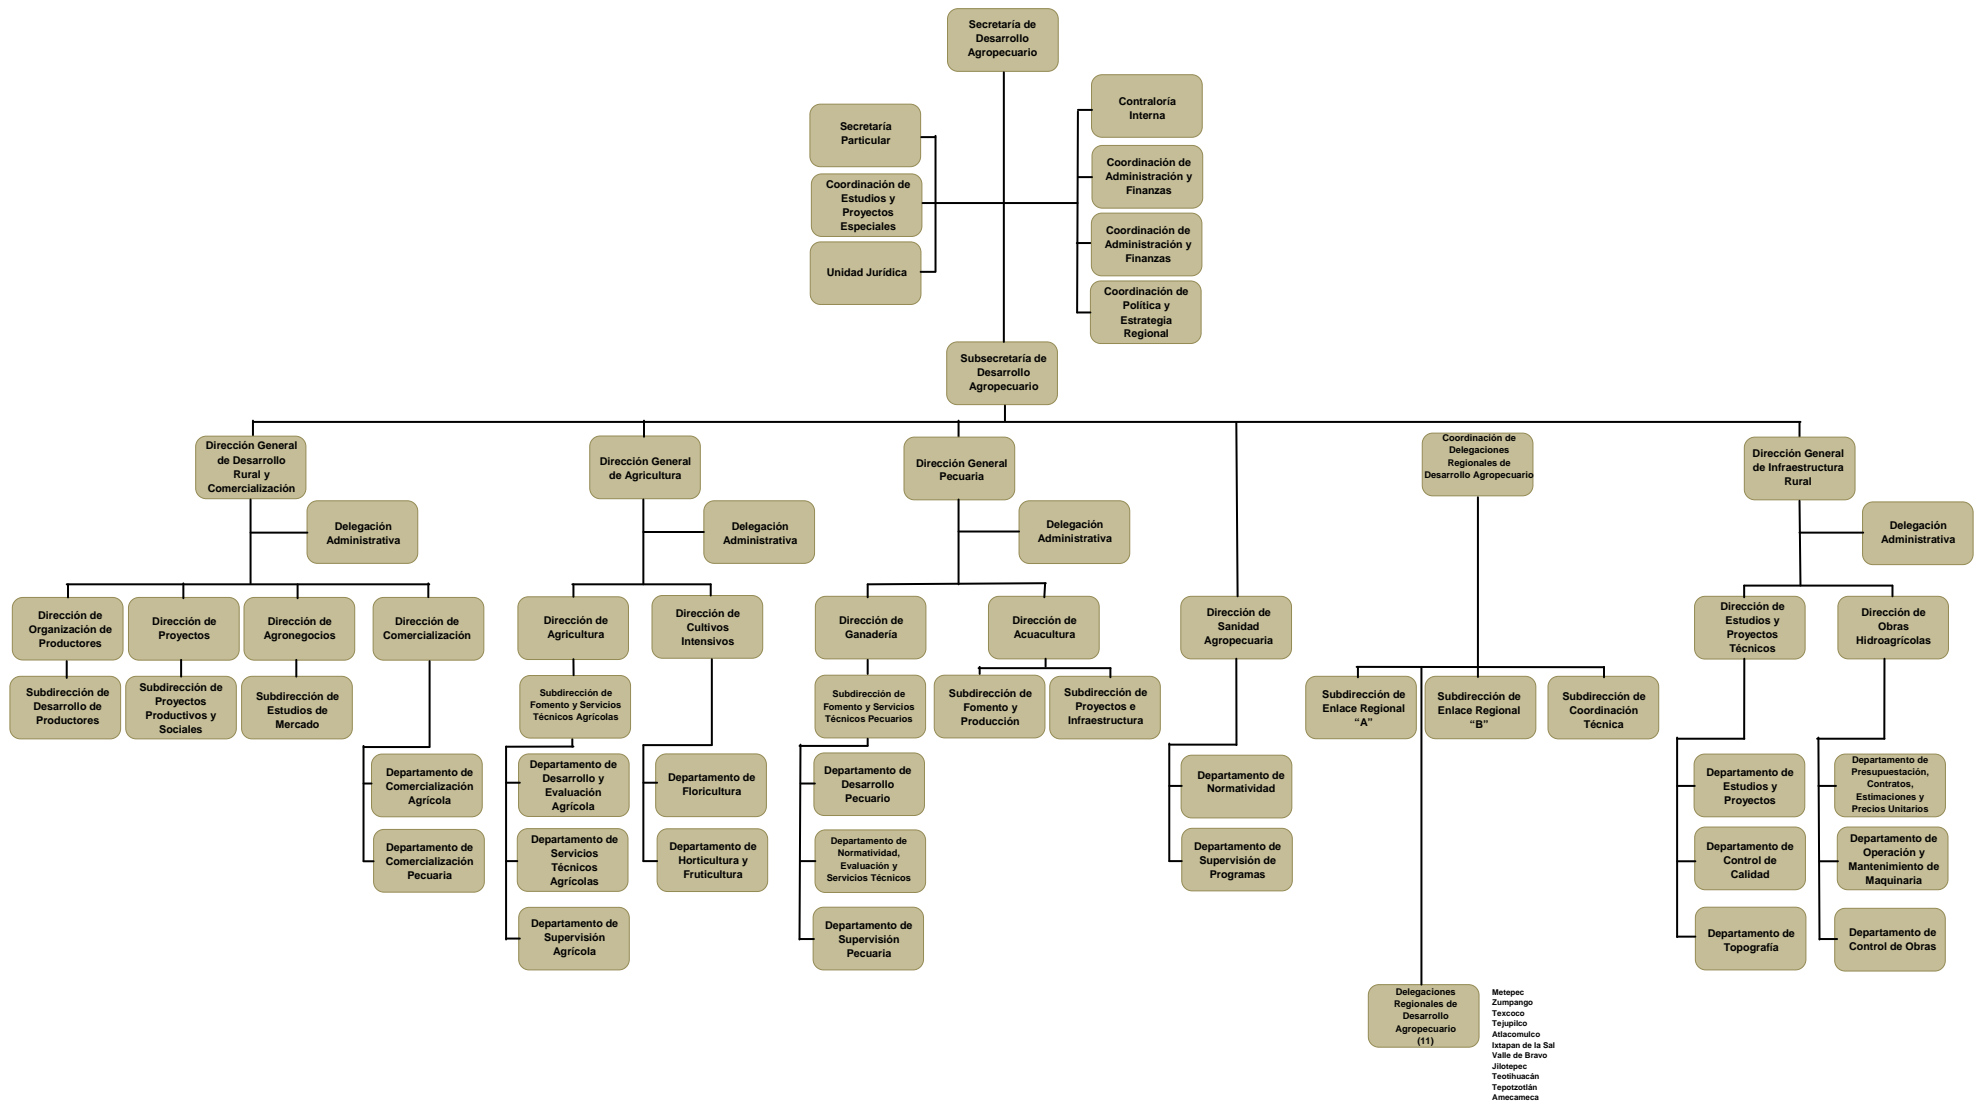 Secretaría de
Desarrollo
Agropecuario
Contraloría
Interna
Secretaría
Particular
Coordinación de
Administración y
Finanzas
Coordinación de
Estudios y
Proyectos
Especiales
Coordinación de
Administración y
Finanzas
Unidad Jurídica
Coordinación de
Política y
Estrategia
Regional
Subsecretaría de
Desarrollo
Agropecuario
Dirección General
de Desarrollo
Rural y
Comercialización
Dirección General
de Agricultura
Dirección General
Pecuaria
Coordinación de
Delegaciones
Regionales de
Desarrollo Agropecuario
Dirección General
de Infraestructura
Rural
Delegación
Administrativa
Delegación
Administrativa
Delegación
Administrativa
Delegación
Administrativa
Dirección de
Organización de
Productores
Dirección de
Proyectos
Dirección de
Agronegocios
Dirección de
Comercialización
Dirección de
Agricultura
Dirección de
Cultivos
Intensivos
Dirección de
Ganadería
Dirección de
Acuacultura
Dirección de
Sanidad
Agropecuaria
Dirección de
Estudios y
Proyectos
Técnicos
Dirección de
Obras
Hidroagrícolas
Subdirección de
Desarrollo de
Productores
Subdirección de
Proyectos
Productivos y
Sociales
Subdirección de
Estudios de
Mercado
Subdirección de
Fomento y Servicios
Técnicos Agrícolas
Subdirección de
Fomento y Servicios
Técnicos Pecuarios
Subdirección de
Fomento y
Producción
Subdirección de
Proyectos e
Infraestructura
Subdirección de
Enlace Regional
“A”
Subdirección de
Enlace Regional
“B”
Subdirección de
Coordinación
Técnica
Departamento de
Comercialización
Agrícola
Departamento de
Desarrollo y
Evaluación
Agrícola
Departamento de
Floricultura
Departamento de
Desarrollo
Pecuario
Departamento de
Normatividad
Departamento de
Estudios y
Proyectos
Departamento de
Presupuestación,
Contratos,
Estimaciones y
Precios Unitarios
Departamento de
Comercialización
Pecuaria
Departamento de
Servicios
Técnicos
Agrícolas
Departamento de
Horticultura y
Fruticultura
Departamento de
Normatividad,
Evaluación y
Servicios Técnicos
Departamento de
Supervisión de
Programas
Departamento de
Control de
Calidad
Departamento de
Operación y
Mantenimiento de
Maquinaria
Departamento de
Supervisión
Agrícola
Departamento de
Supervisión
Pecuaria
Departamento de
Topografía
Departamento de
Control de Obras
Delegaciones
Regionales de
Desarrollo
Agropecuario
(11)
Metepec
Zumpango
Texcoco
Tejupilco
Atlacomulco
Ixtapan de la Sal
Valle de Bravo
Jilotepec
Teotihuacán
Tepotzotlán
Amecameca